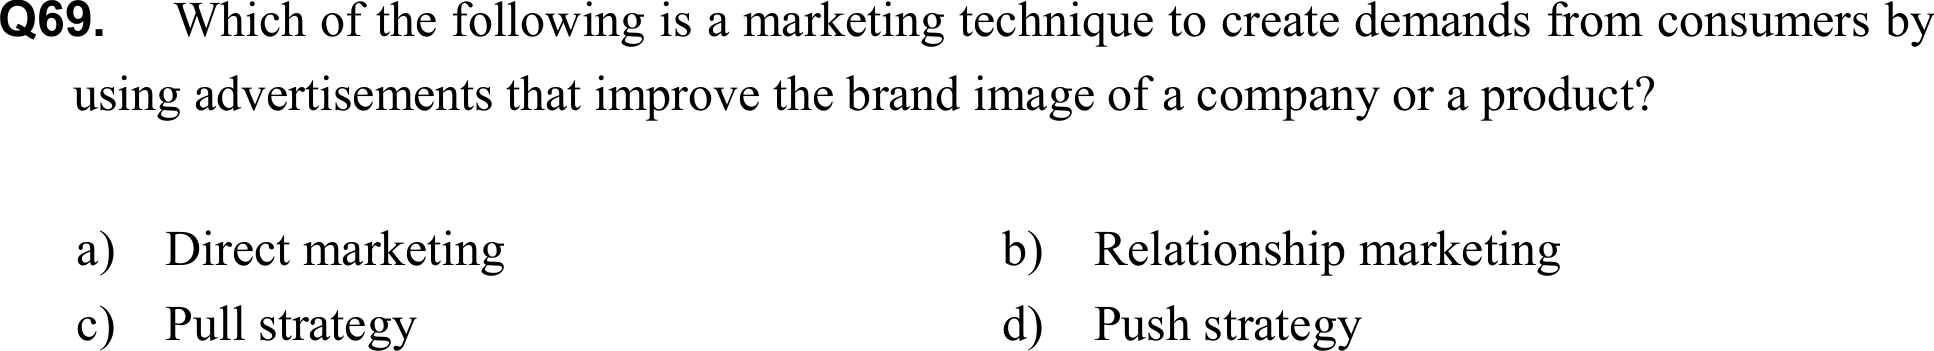 Q69. Which of the following is a marketing technique to create demands from consumers by
using advertisements that improve the brand image of a company or a product?
a) Direct marketing b) Relationship marketing
c) Pull strategy d) Push strategy